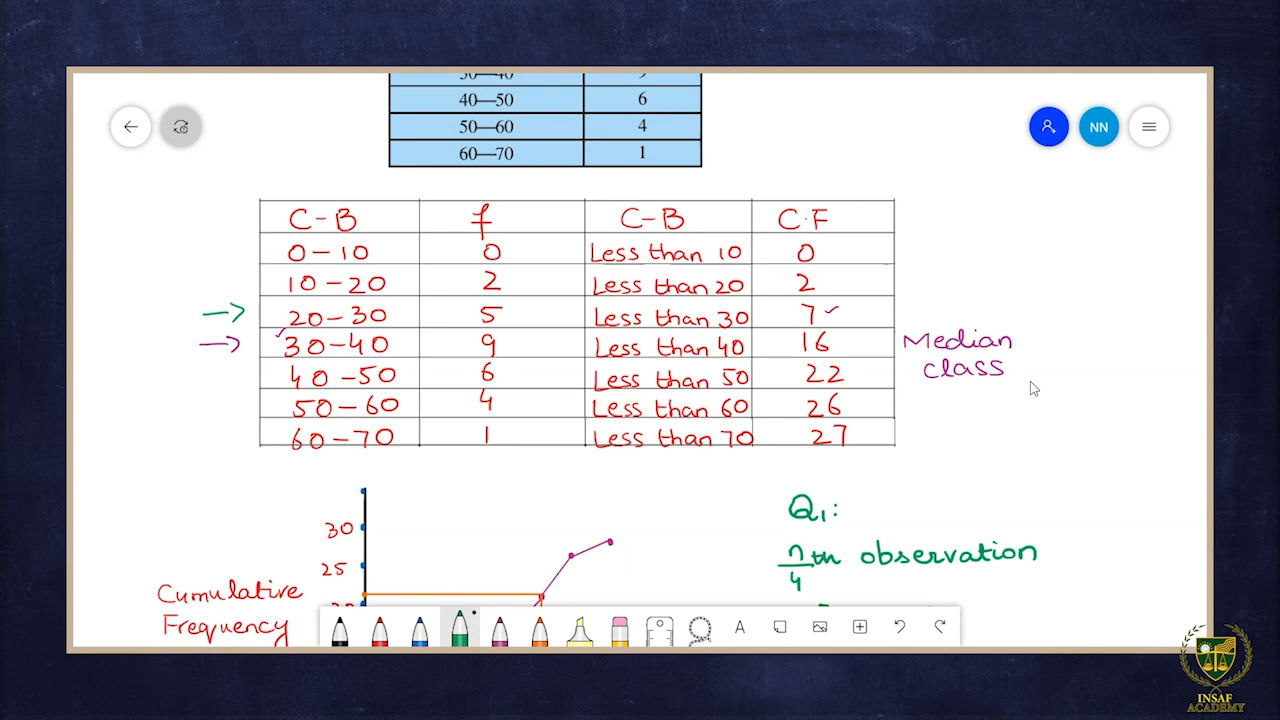 30—40 9
40—50 6
50—60 4
60—70 1
NN
C-B f C-B C.F
0-10 0 Less than 10 0
10-20 2 Less than 20 2
20-30 5 Less than 30 7
30-40 9 Less than 40 16
40-50 6 Less than 50 22
50-60 4 Less than 60 26
60-70 1 Less than 70 27
Median
class
30
25
Cumulative
Frequency
Q1:
n/4 th observation
A
INSAF
ACADEMY